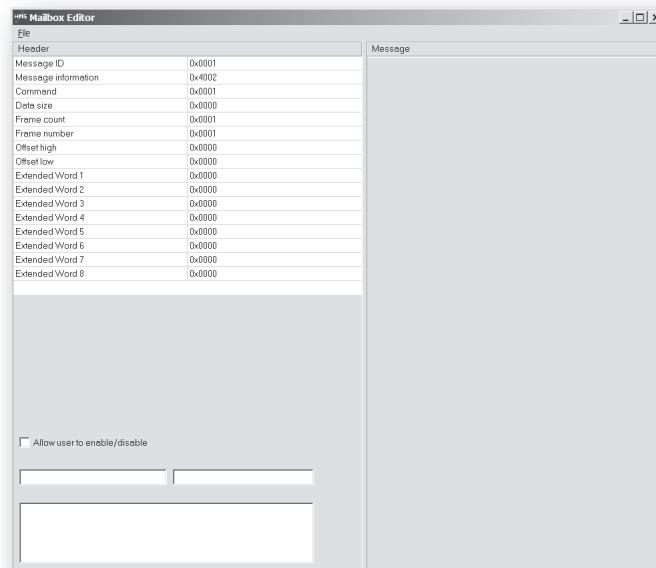 HMS Mailbox Editor
File
Header
Message
Message ID 0x0001
Message information 0x4002
Command 0x0001
Data size 0x0000
Frame count 0x0001
Frame number 0x0001
Offset high 0x0000
Offset low 0x0000
Extended Word 1 0x0000
Extended Word 2 0x0000
Extended Word 3 0x0000
Extended Word 4 0x0000
Extended Word 5 0x0000
Extended Word 6 0x0000
Extended Word 7 0x0000
Extended Word 8 0x0000
Allow user to enable/disable